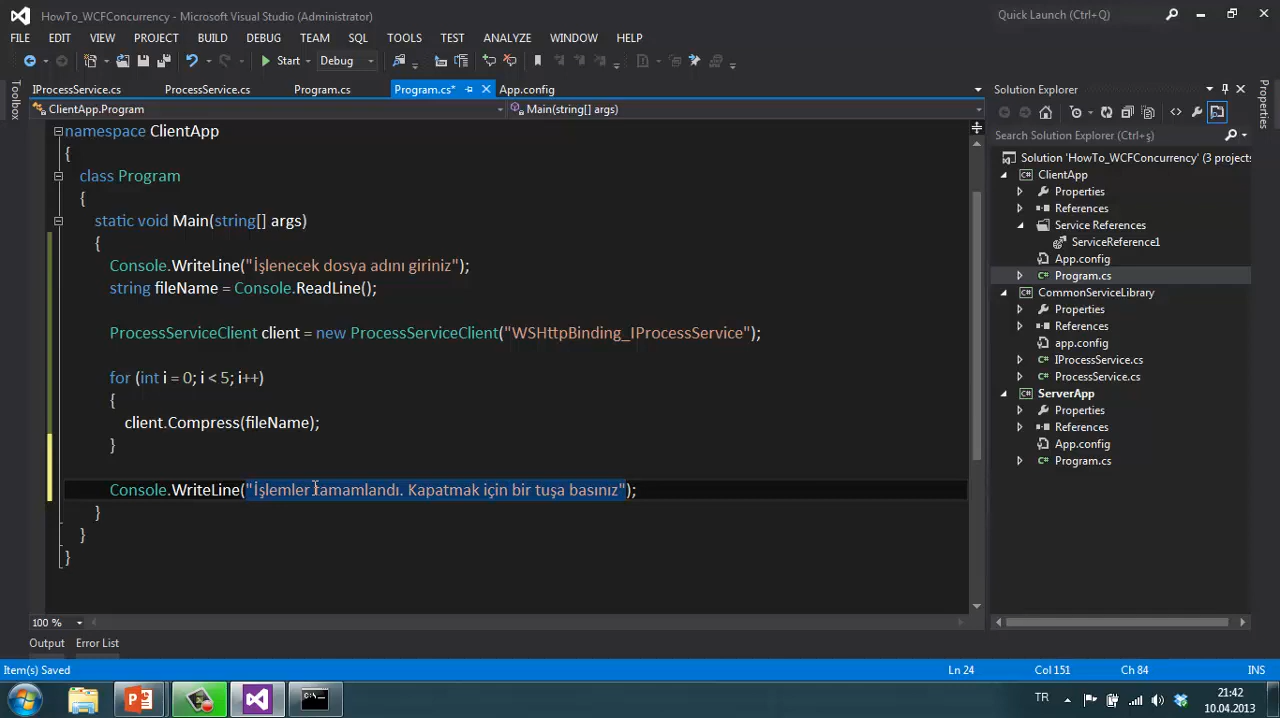 HowTo_WCFConcurrency - Microsoft Visual Studio (Administrator)
Quick Launch (Ctrl+Q)
FILE EDIT VIEW PROJECT BUILD DEBUG TEAM SQL TOOLS TEST ANALYZE WINDOW HELP
Start Debug
Toolbox
IProcessService.cs ProcessService.cs Program.cs Program.cs* App.config
ClientApp.Program Main(string[] args)
namespace ClientApp
{
class Program
{
static void Main(string[] args)
{
Console.WriteLine("İşlenecek dosya adını giriniz");
string fileName = Console.ReadLine();
ProcessServiceClient client = new ProcessServiceClient("WSHttpBinding_IProcessService");
for (int i = 0; i < 5; i++)
{
client.Compress(fileName);
}
Console.WriteLine("İşlemler tamamlandı. Kapatmak için bir tuşa basınız");
}
}
}
100 %
Output Error List
Solution Explorer
Search Solution Explorer (Ctrl+ş)
Solution 'HowTo_WCFConcurrency' (3 projects
ClientApp
Properties
References
Service References
ServiceReference1
App.config
Program.cs
CommonServiceLibrary
Properties
References
app.config
IProcessService.cs
ProcessService.cs
ServerApp
Properties
References
App.config
Program.cs
Properties
Item(s) Saved Ln 24 Col 151 Ch 84 INS
TR 21:42
10.04.2013